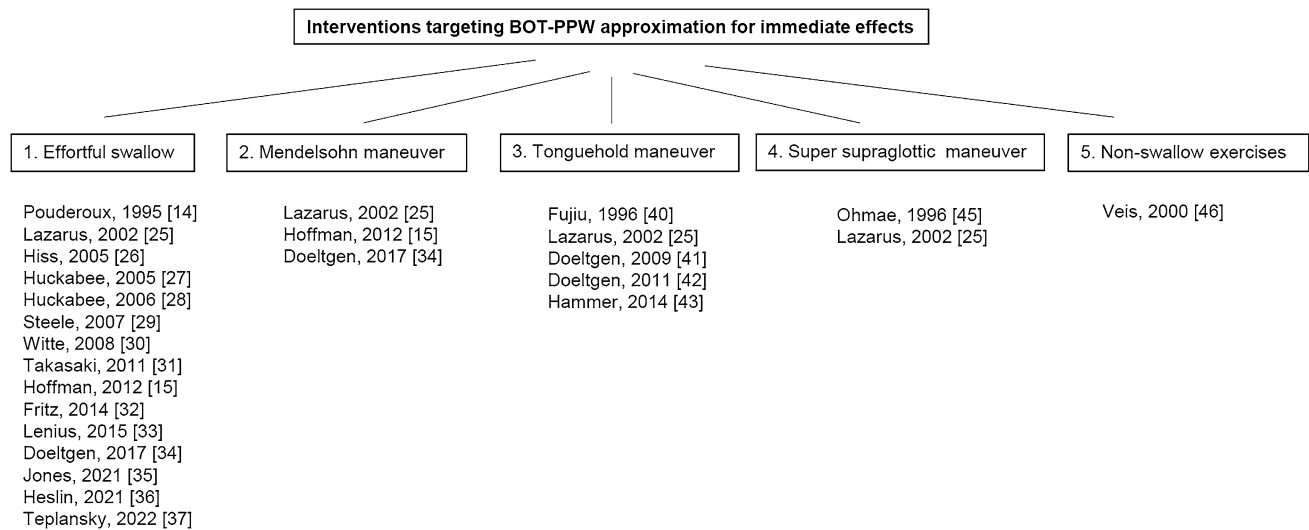 Interventions targeting BOT-PPW approximation for immediate effects
1. Effortful swallow
Pouderoux, 1995 [14]
Lazarus, 2002 [25]
Hiss, 2005 [26]
Huckabee, 2005 [27]
Huckabee, 2006 [28]
Steele, 2007 [29]
Witte, 2008 [30]
Takasaki, 2011 [31]
Hoffman, 2012 [15]
Fritz, 2014 [32]
Lenius, 2015 [33]
Doeltgen, 2017 [34]
Jones, 2021 [35]
Heslin, 2021 [36]
Teplansky, 2022 [37]
2. Mendelsohn maneuver
Lazarus, 2002 [25]
Hoffman, 2012 [15]
Doeltgen, 2017 [34]
3. Tonguehold maneuver
Fujiu, 1996 [40]
Lazarus, 2002 [25]
Doeltgen, 2009 [41]
Doeltgen, 2011 [42]
Hammer, 2014 [43]
4. Super supraglottic maneuver
Ohmae, 1996 [45]
Lazarus, 2002 [25]
5. Non-swallow exercises
Veis, 2000 [46]